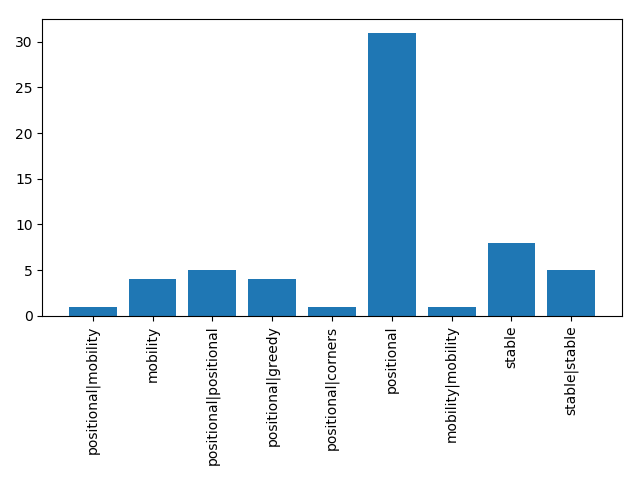 30
25
20
15
10
5
0
positional|mobility
mobility
positional|positional
positional|greedy
positional|corners
positional
mobility|mobility
stable
stable|stable